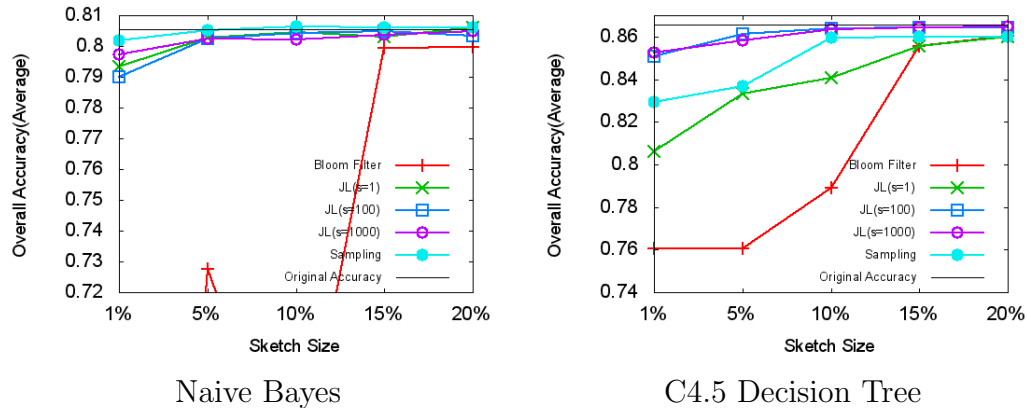 Overall Accuracy(Average)
0.81
0.8
0.79
0.78
0.77
0.76
0.75
0.74
0.73
0.72
Bloom Filter
JL(s=1)
JL(s=100)
JL(s=1000)
Sampling
Original Accuracy
1%
5%
10%
15%
20%
Sketch Size
Naive Bayes
Overall Accuracy(Average)
0.86
0.84
0.82
0.8
0.78
0.76
0.74
Bloom Filter
JL(s=1)
JL(s=100)
JL(s=1000)
Sampling
Original Accuracy
1%
5%
10%
15%
20%
Sketch Size
C4.5 Decision Tree